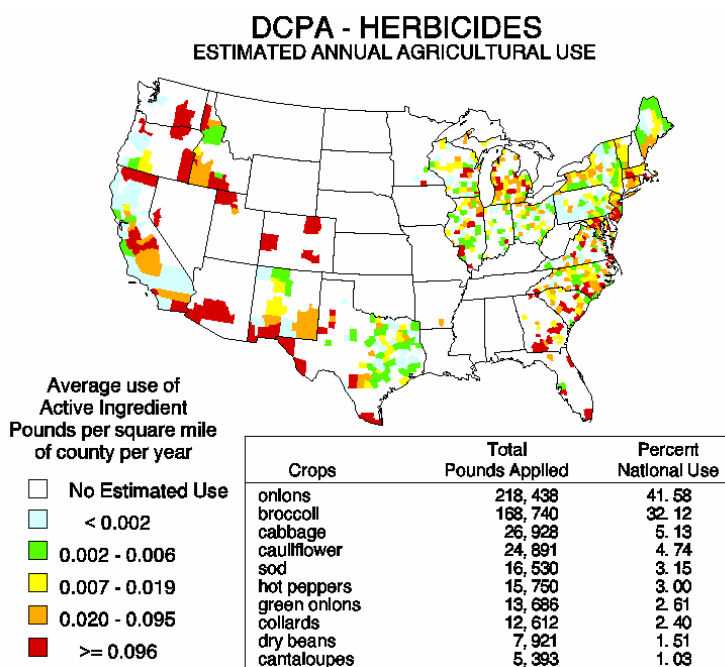 DCPA - HERBICIDES
ESTIMATED ANNUAL AGRICULTURAL USE
Average use of
Active Ingredient
Pounds per square mile
of county per year
No Estimated Use
< 0.002
0.002 - 0.006
0.007 - 0.019
0.020 - 0.095
>= 0.096
Crops Total Pounds Applied Percent National Use
onions 218, 438 41. 58
broccoli 168, 740 32. 12
cabbage 26, 928 5. 13
cauliflower 24, 891 4. 74
sod 16, 530 3. 15
hot peppers 15, 750 3. 00
green onions 13, 686 2. 61
collards 12, 612 2. 40
dry beans 7, 921 1. 51
cantaloupes 5, 393 1. 03